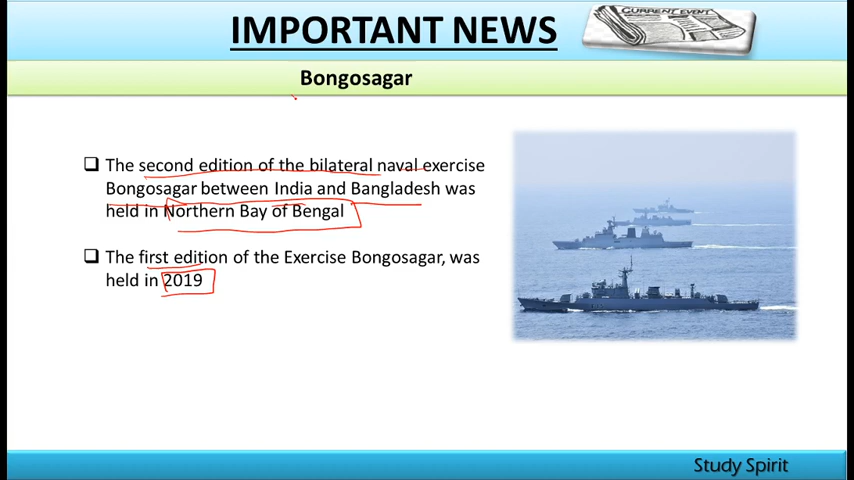 IMPORTANT NEWS
CURRENT EVENT
Bongosagar
❑ The second edition of the bilateral naval exercise
Bongosagar between India and Bangladesh was
held in Northern Bay of Bengal
❑ The first edition of the Exercise Bongosagar, was
held in 2019
Study Spirit